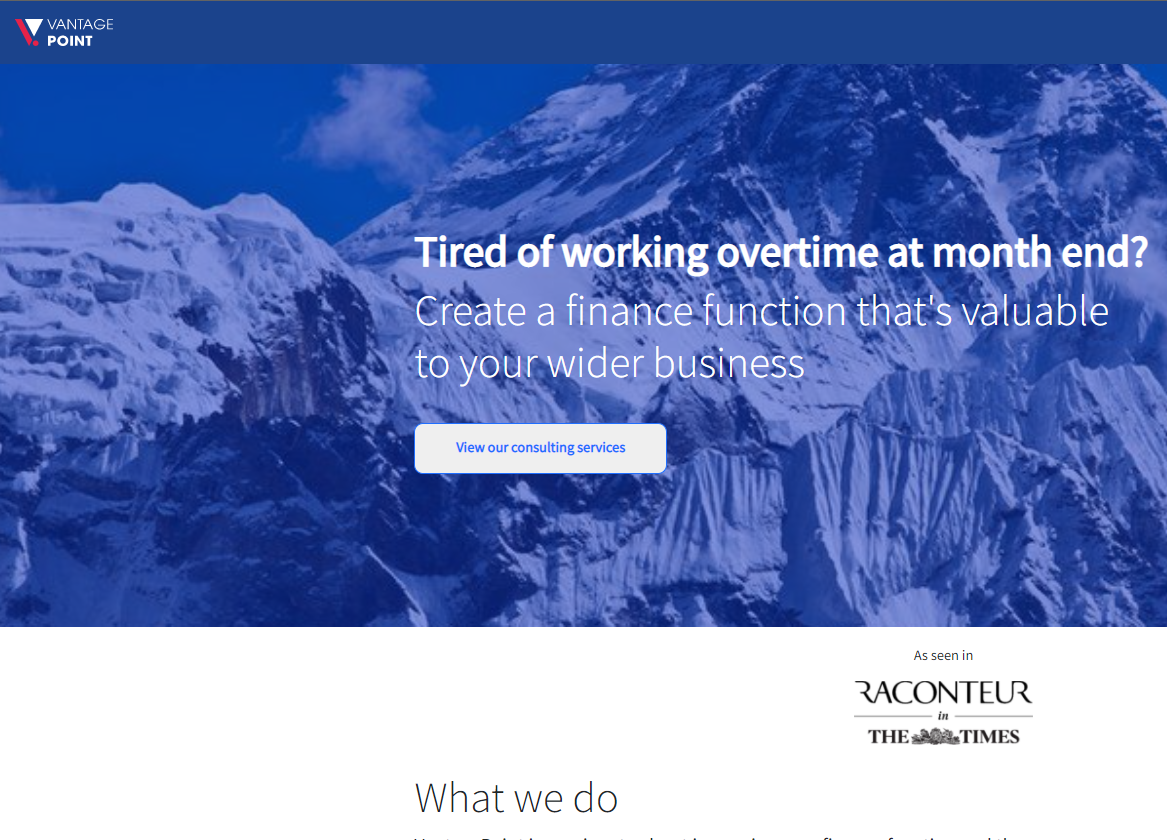 VANTAGE
POINT
Tired of working overtime at month end?
Create a finance function that's valuable
to your wider business
View our consulting services
As seen in
RACONTEUR
in
THE TIMES
What we do